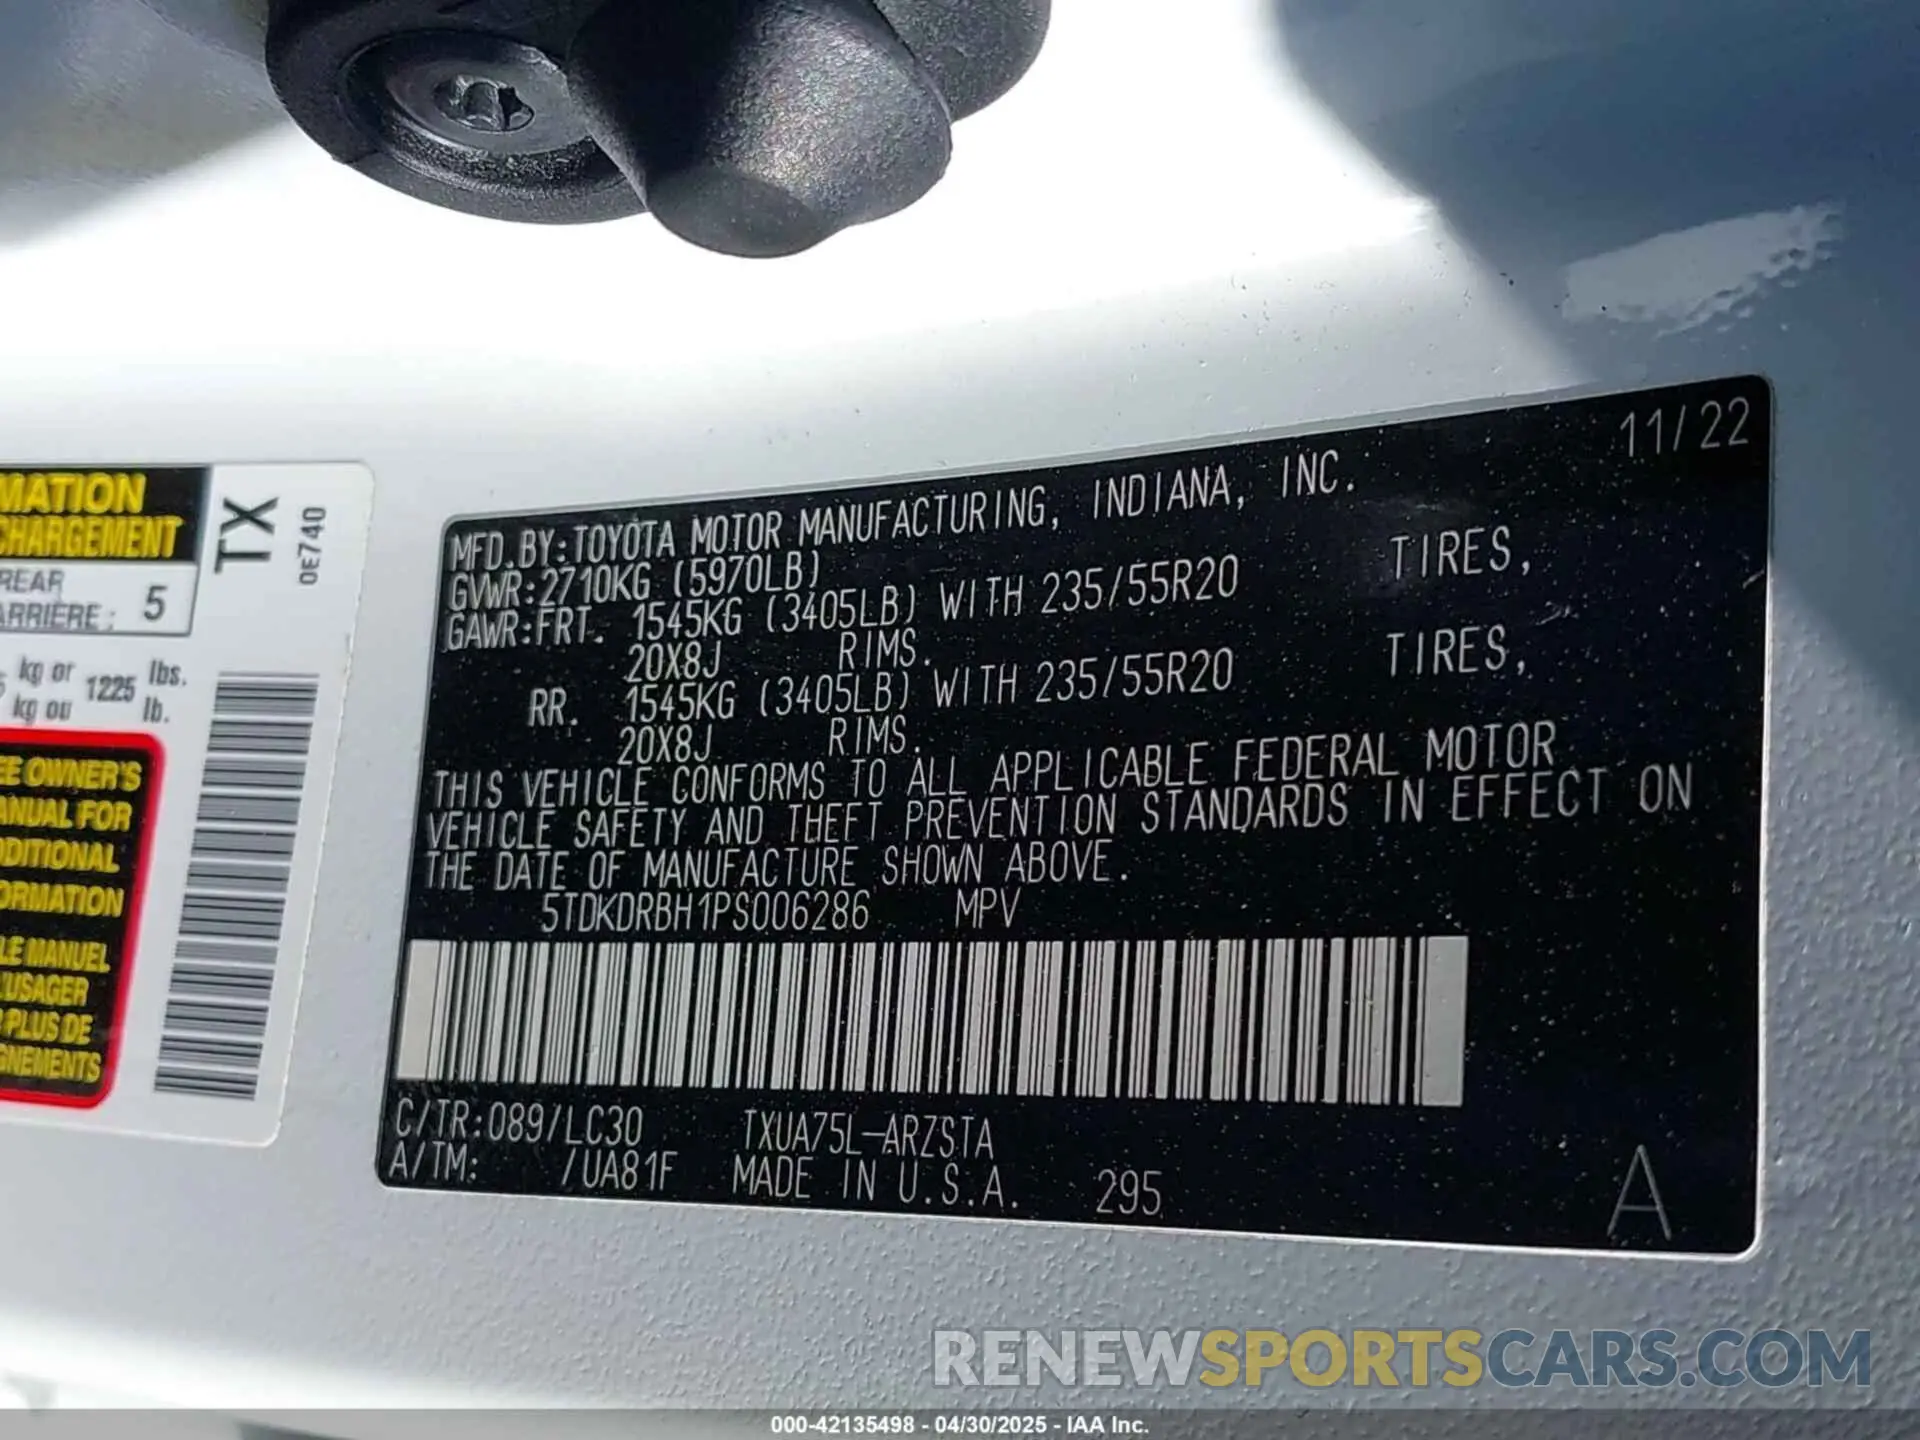 MATION
CHARGEMENT
REAR
ARRIÈRE: 5
kg or 1225 lbs.
kg ou lb.
TX
0E740
EE OWNER'S
ANUAL FOR
DDITIONAL
ORMATION
LE MANUEL
USAGER
PLUS DE
GNEMENTS
11/22
MFD.BY:TOYOTA MOTOR MANUFACTURING, INDIANA, INC.
GVWR:2710KG (5970LB)
GAWR:FRT. 1545KG (3405LB) WITH 235/55R20 TIRES,
20X8J RIMS.
RR. 1545KG (3405LB) WITH 235/55R20 TIRES,
20X8J RIMS.
THIS VEHICLE CONFORMS TO ALL APPLICABLE FEDERAL MOTOR
VEHICLE SAFETY AND THEFT PREVENTION STANDARDS IN EFFECT ON
THE DATE OF MANUFACTURE SHOWN ABOVE.
5TDKDRBH1PS006286 MPV
C/TR:089/LC30 TXUA75L-ARZSTA
A/TM: /UA81F MADE IN U.S.A. 295 A
RENEWSPORTSCARS.COM
000-42135498 - 04/30/2025 - IAA Inc.